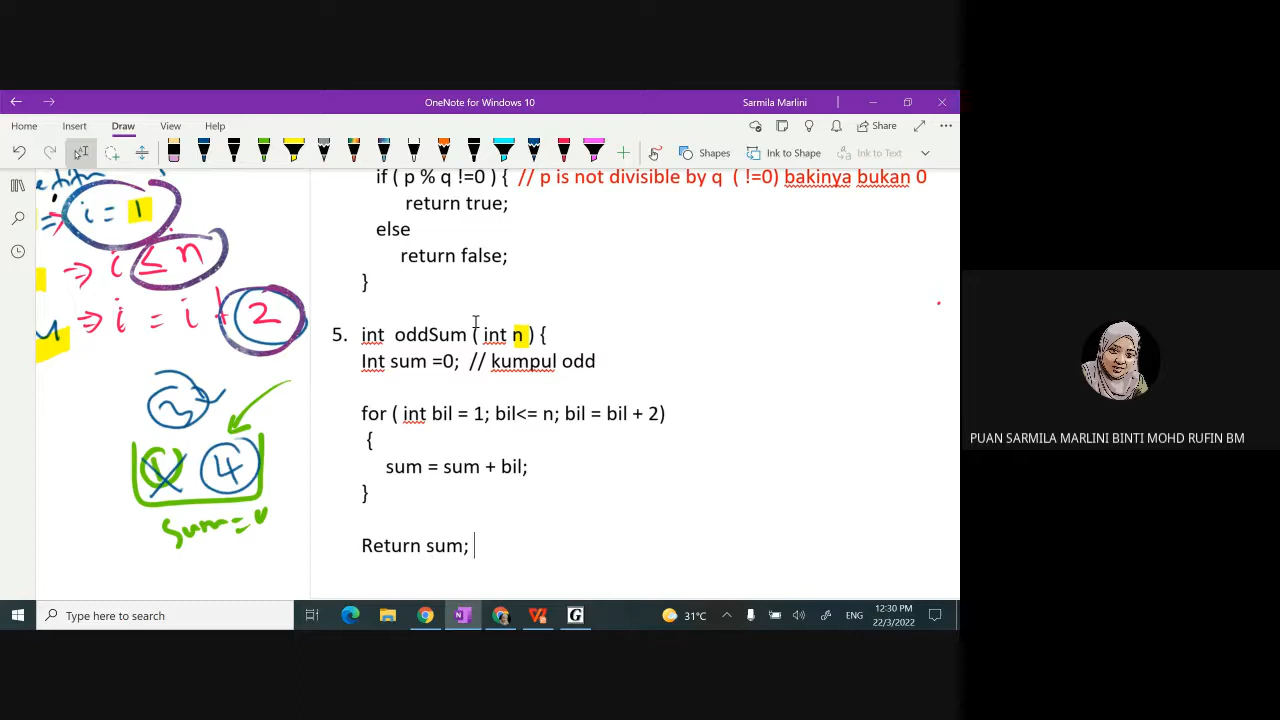 OneNote for Windows 10
Sarmila Marlini
Home Insert Draw View Help
Share
Shapes
Ink to Shape
Ink to Text
i = 1
=> i ≤ n
=> i = i + 2
2
4
sum = 0
if ( p % q !=0 ) { // p is not divisible by q ( !=0) bakinya bukan 0
return true;
else
return false;
}
5. int oddSum ( int n ) {
Int sum =0; // kumpul odd
for ( int bil = 1; bil<= n; bil = bil + 2)
{
sum = sum + bil;
}
Return sum;
PUAN SARMILA MARLINI BINTI MOHD RUFIN BM
Type here to search
31°C
ENG
12:30 PM
22/3/2022